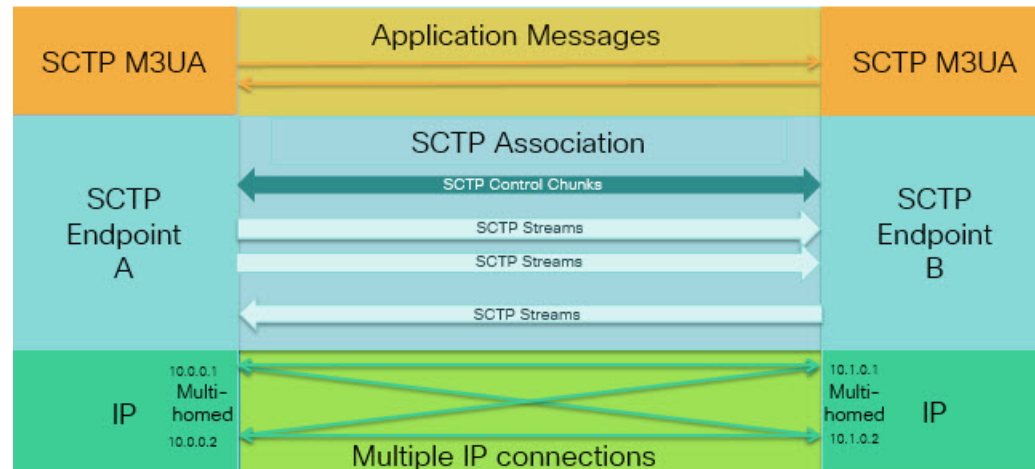 SCTP M3UA
Application Messages
SCTP M3UA
SCTP Association
SCTP Control Chunks
SCTP
Endpoint
A
SCTP Streams
SCTP Streams
SCTP Streams
SCTP
Endpoint
B
10.0.0.1
Multi-
homed
10.0.0.2
IP
10.1.0.1
Multi-
homed
10.1.0.2
IP
Multiple IP connections